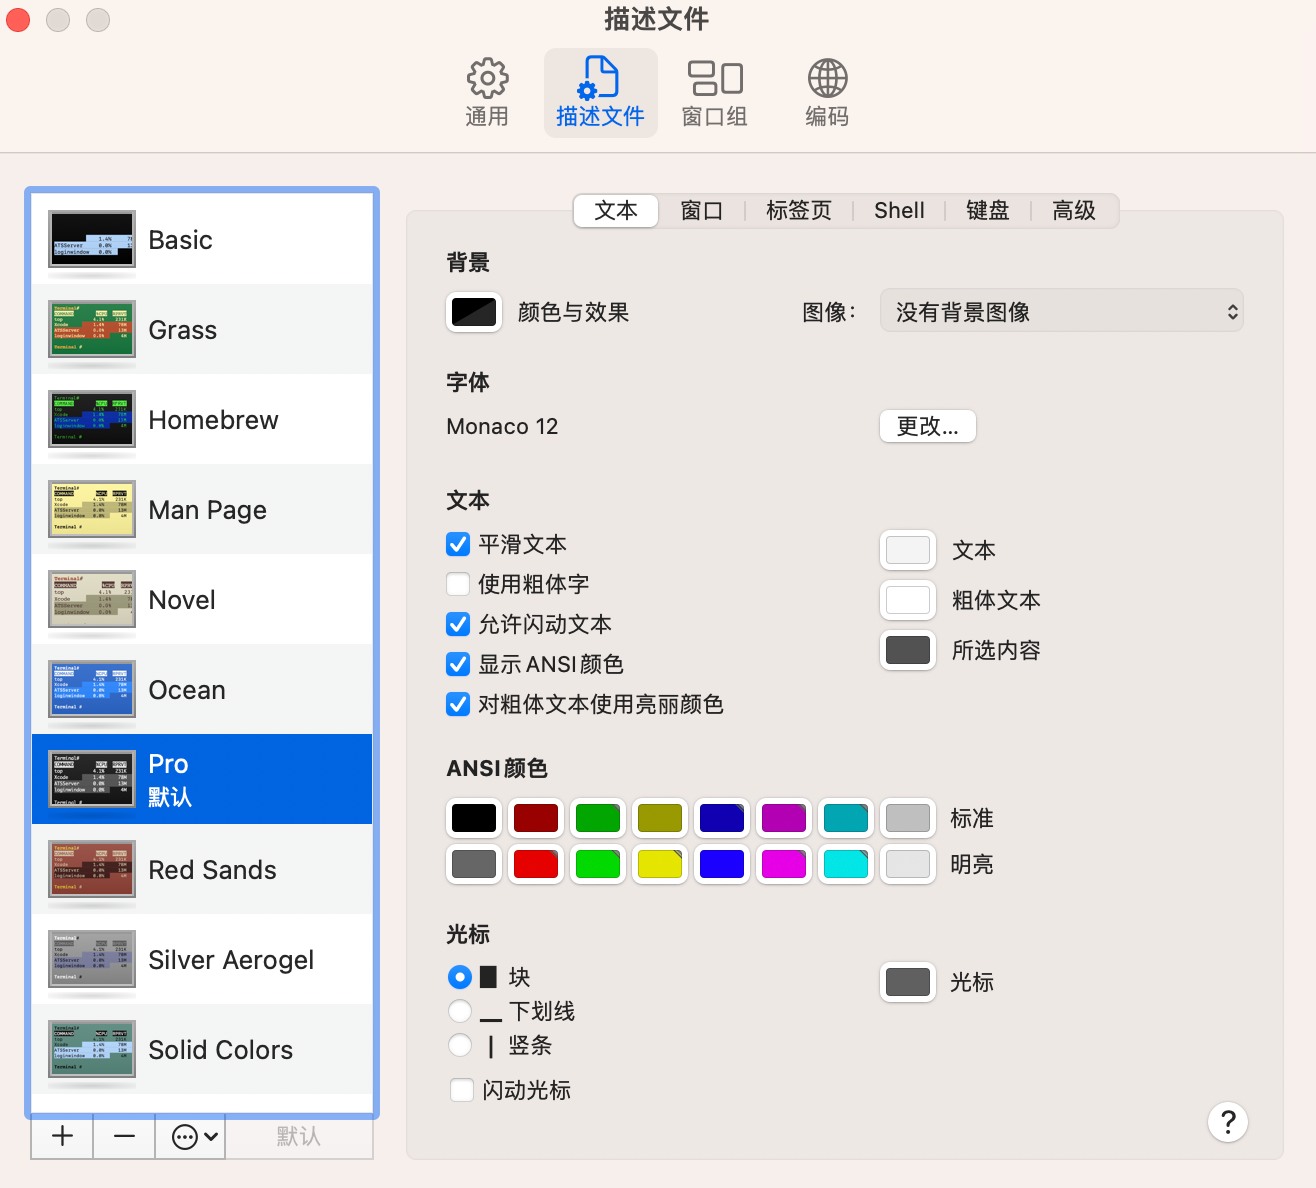 描述文件
通用
描述文件
窗口组
编码
Basic
Grass
Homebrew
Man Page
Novel
Ocean
Pro
默认
Red Sands
Silver Aerogel
Solid Colors
默认
文本
窗口
标签页
Shell
键盘
高级
背景
颜色与效果
图像：
没有背景图像
字体
Monaco 12
更改...
文本
平滑文本
使用粗体字
允许闪动文本
显示 ANSI 颜色
对粗体文本使用亮丽颜色
文本
粗体文本
所选内容
ANSI 颜色
标准
明亮
光标
块
下划线
竖条
闪动光标
光标
?